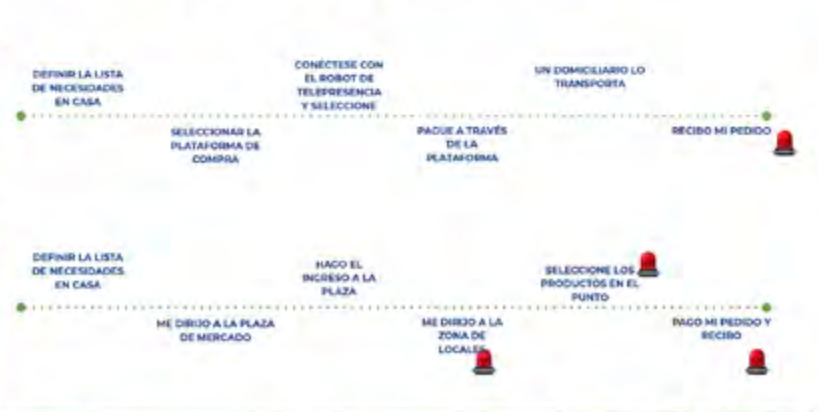 DEFINIR LA LISTA
DE NECESIDADES
EN CASA
SELECCIONAR LA
PLATAFORMA DE
COMPRA
CONÉCTESE CON
EL ROBOT DE
TELEPRESENCIA
Y SELECCIONE
PAGUE A TRAVÉS
DE LA
PLATAFORMA
UN DOMICILIARIO LO
TRANSPORTA
RECIBO MI PEDIDO
DEFINIR LA LISTA
DE NECESIDADES
EN CASA
ME DIRIJO A LA PLAZA
DE MERCADO
HAGO EL
INGRESO A LA
PLAZA
ME DIRIJO A LA
ZONA DE
LOCALES
SELECCIONE LOS
PRODUCTOS EN EL
PUNTO
PAGO MI PEDIDO Y
RECIBO